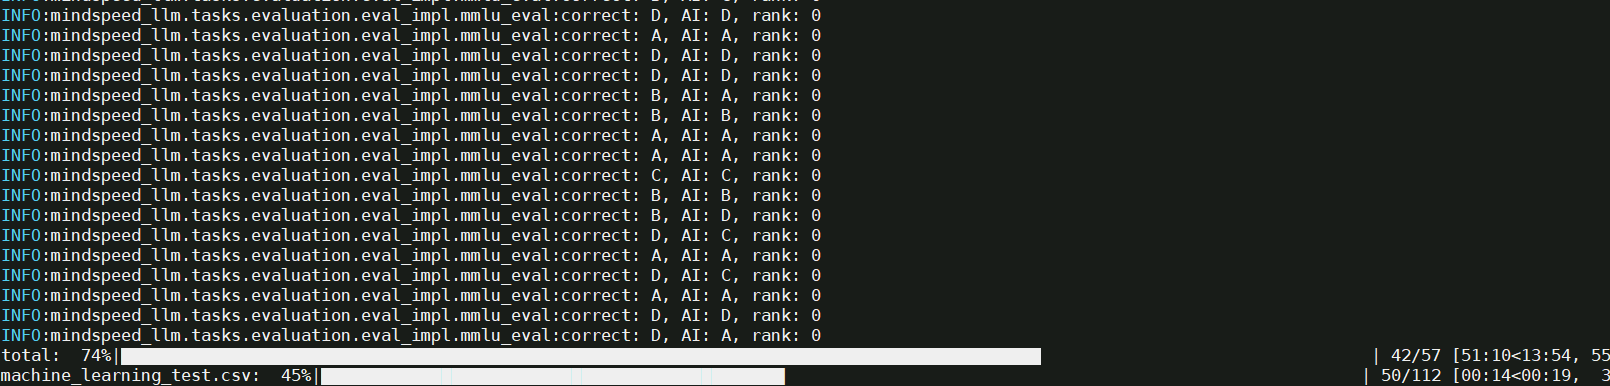 INFO:mindspeed_llm.tasks.evaluation.eval_impl.mmlu_eval:correct: D, AI: D, rank: 0
INFO:mindspeed_llm.tasks.evaluation.eval_impl.mmlu_eval:correct: A, AI: A, rank: 0
INFO:mindspeed_llm.tasks.evaluation.eval_impl.mmlu_eval:correct: D, AI: D, rank: 0
INFO:mindspeed_llm.tasks.evaluation.eval_impl.mmlu_eval:correct: D, AI: D, rank: 0
INFO:mindspeed_llm.tasks.evaluation.eval_impl.mmlu_eval:correct: B, AI: A, rank: 0
INFO:mindspeed_llm.tasks.evaluation.eval_impl.mmlu_eval:correct: B, AI: B, rank: 0
INFO:mindspeed_llm.tasks.evaluation.eval_impl.mmlu_eval:correct: A, AI: A, rank: 0
INFO:mindspeed_llm.tasks.evaluation.eval_impl.mmlu_eval:correct: A, AI: A, rank: 0
INFO:mindspeed_llm.tasks.evaluation.eval_impl.mmlu_eval:correct: C, AI: C, rank: 0
INFO:mindspeed_llm.tasks.evaluation.eval_impl.mmlu_eval:correct: B, AI: B, rank: 0
INFO:mindspeed_llm.tasks.evaluation.eval_impl.mmlu_eval:correct: B, AI: D, rank: 0
INFO:mindspeed_llm.tasks.evaluation.eval_impl.mmlu_eval:correct: D, AI: C, rank: 0
INFO:mindspeed_llm.tasks.evaluation.eval_impl.mmlu_eval:correct: A, AI: A, rank: 0
INFO:mindspeed_llm.tasks.evaluation.eval_impl.mmlu_eval:correct: D, AI: C, rank: 0
INFO:mindspeed_llm.tasks.evaluation.eval_impl.mmlu_eval:correct: A, AI: A, rank: 0
INFO:mindspeed_llm.tasks.evaluation.eval_impl.mmlu_eval:correct: D, AI: D, rank: 0
INFO:mindspeed_llm.tasks.evaluation.eval_impl.mmlu_eval:correct: D, AI: A, rank: 0
total: 74%| | 42/57 [51:10<13:54, 55
machine_learning_test.csv: 45%| | 50/112 [00:14<00:19, 3